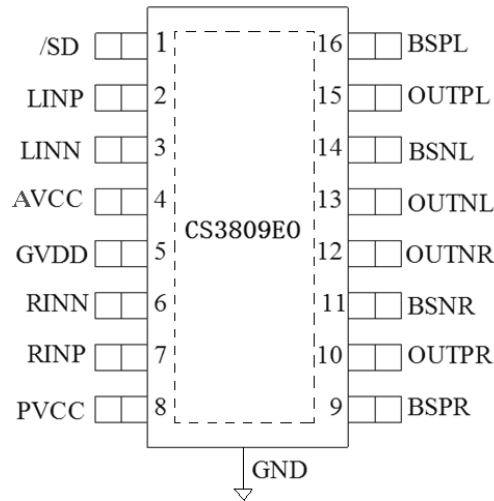 /SD 1 16 BSPL
LINP 2 15 OUTPL
LINN 3 14 BSNL
AVCC 4 13 OUTNL
CS3809EO
GVDD 5 12 OUTNR
RINN 6 11 BSNR
RINP 7 10 OUTPR
PVCC 8 9 BSPR
GND